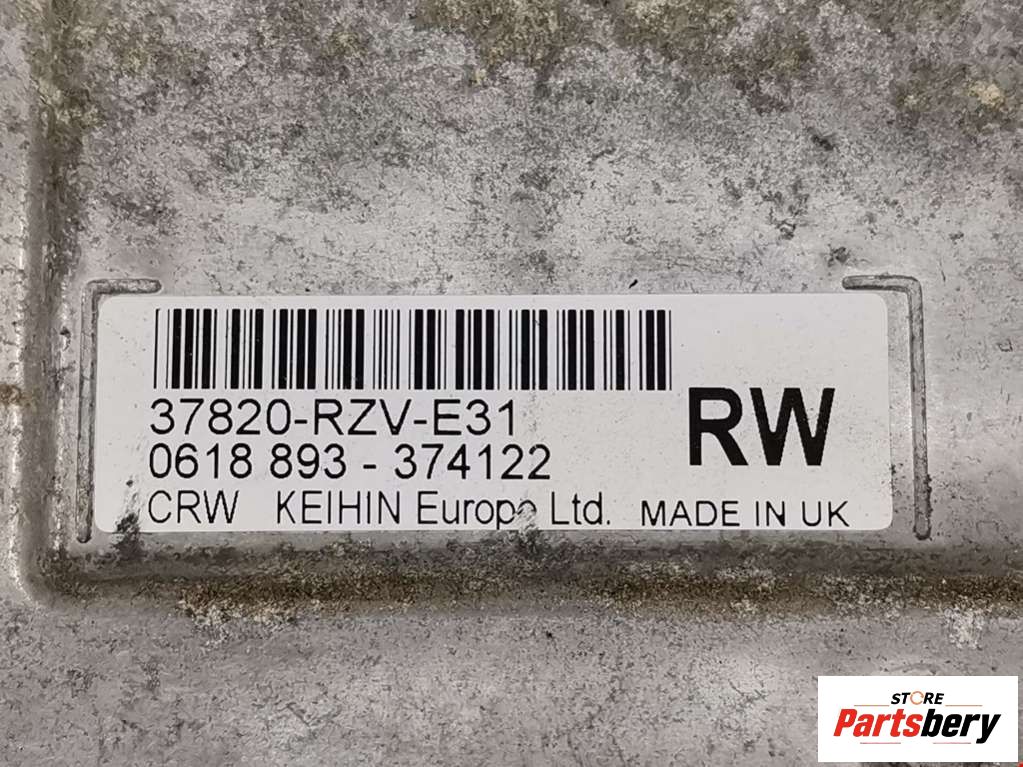 37820-RZV-E31
RW
0618 893 - 374122
CRW KEIHIN Europe Ltd. MADE IN UK
STORE
Partsbery